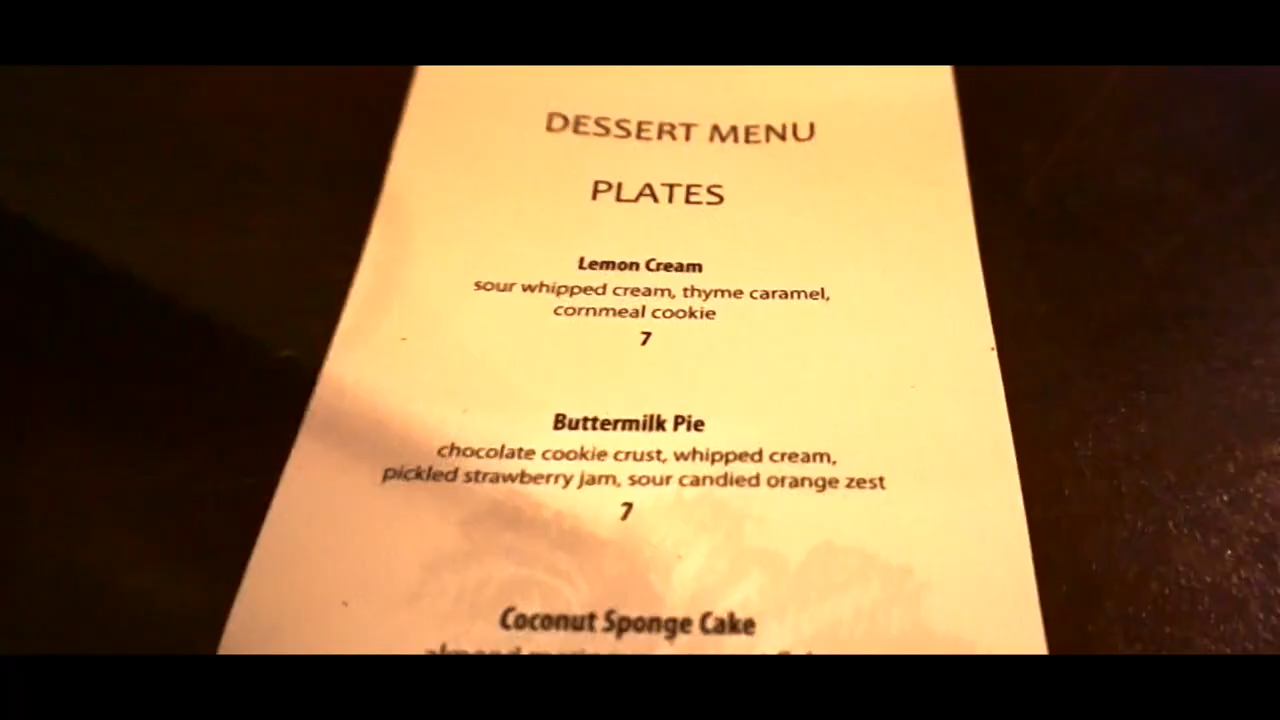 DESSERT MENU
PLATES
Lemon Cream
sour whipped cream, thyme caramel,
cornmeal cookie
7
Buttermilk Pie
chocolate cookie crust, whipped cream,
pickled strawberry jam, sour candied orange zest
7
Coconut Sponge Cake
almond